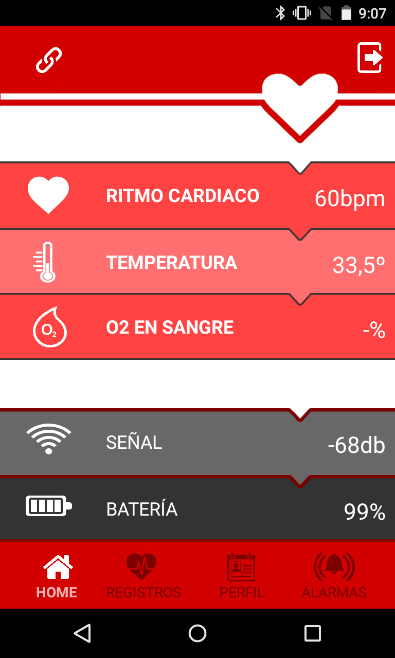 9:07
RITMO CARDIACO 60bpm
TEMPERATURA 33,5º
O2 EN SANGRE -%
O2
SEÑAL -68db
BATERÍA 99%
HOME REGISTROS PERFIL ALARMAS